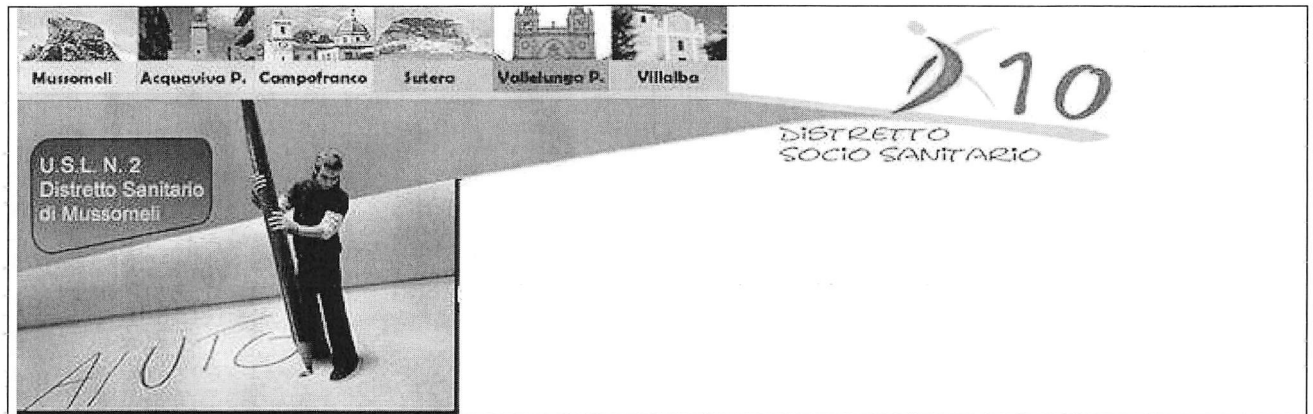 Mussomeli Acquaviva P. Campofranco Sutera Vallelunga P. Villalba
10
DISTRETTO
SOCIO SANITARIO
U.S.L. N. 2
Distretto Sanitario
di Mussomeli
AIUTO